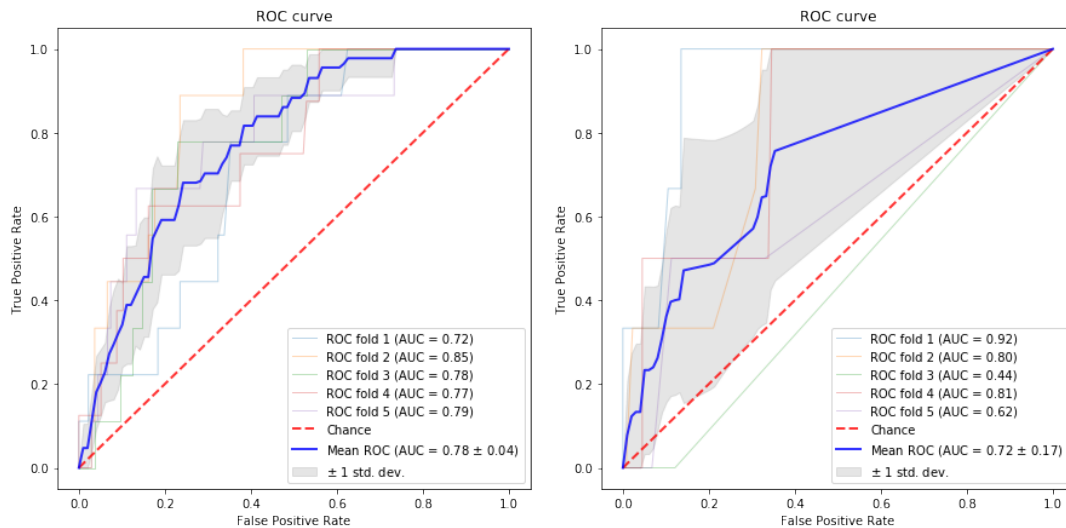 ROC curve
1.0
0.8
0.6
0.4
0.2
0.0
True Positive Rate
0.0 0.2 0.4 0.6 0.8 1.0
False Positive Rate
ROC fold 1 (AUC = 0.72)
ROC fold 2 (AUC = 0.85)
ROC fold 3 (AUC = 0.78)
ROC fold 4 (AUC = 0.77)
ROC fold 5 (AUC = 0.79)
Chance
Mean ROC (AUC = 0.78 ± 0.04)
± 1 std. dev.
ROC curve
1.0
0.8
0.6
0.4
0.2
0.0
True Positive Rate
0.0 0.2 0.4 0.6 0.8 1.0
False Positive Rate
ROC fold 1 (AUC = 0.92)
ROC fold 2 (AUC = 0.80)
ROC fold 3 (AUC = 0.44)
ROC fold 4 (AUC = 0.81)
ROC fold 5 (AUC = 0.62)
Chance
Mean ROC (AUC = 0.72 ± 0.17)
± 1 std. dev.